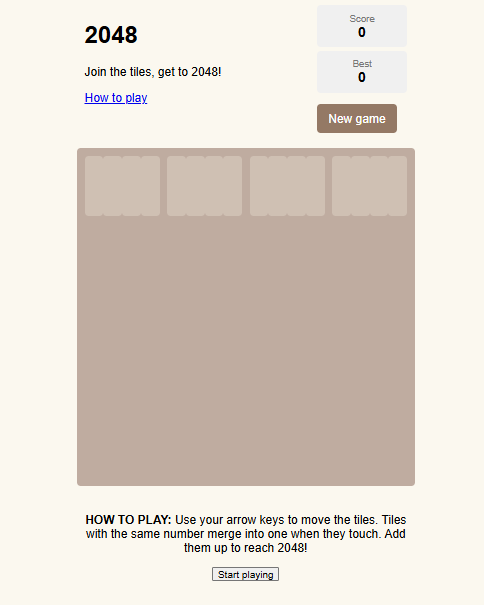 2048
Score
0
Join the tiles, get to 2048!
Best
0
How to play
New game
HOW TO PLAY: Use your arrow keys to move the tiles. Tiles
with the same number merge into one when they touch. Add
them up to reach 2048!
Start playing